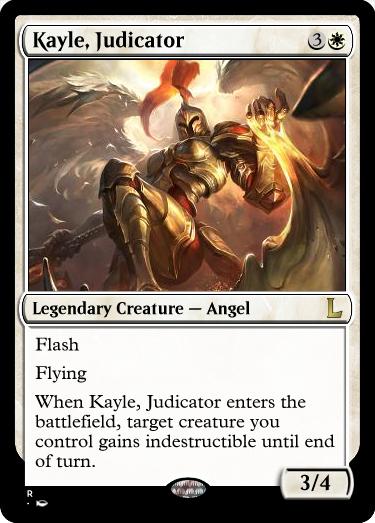 Kayle, Judicator 3
Legendary Creature — Angel L
Flash
Flying
When Kayle, Judicator enters the
battlefield, target creature you
control gains indestructible until end
of turn.
3/4
R